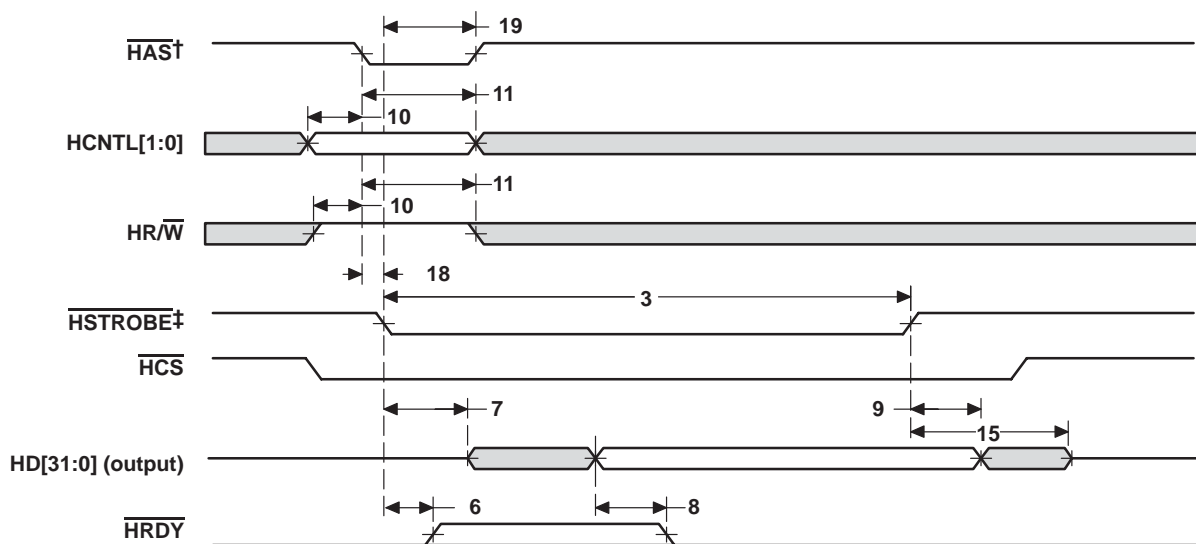 19
HAS†
11
10
HCNTL[1:0]
11
10
HR/W
18
3
HSTROBE‡
HCS
7
9
15
HD[31:0] (output)
6
8
HRDY